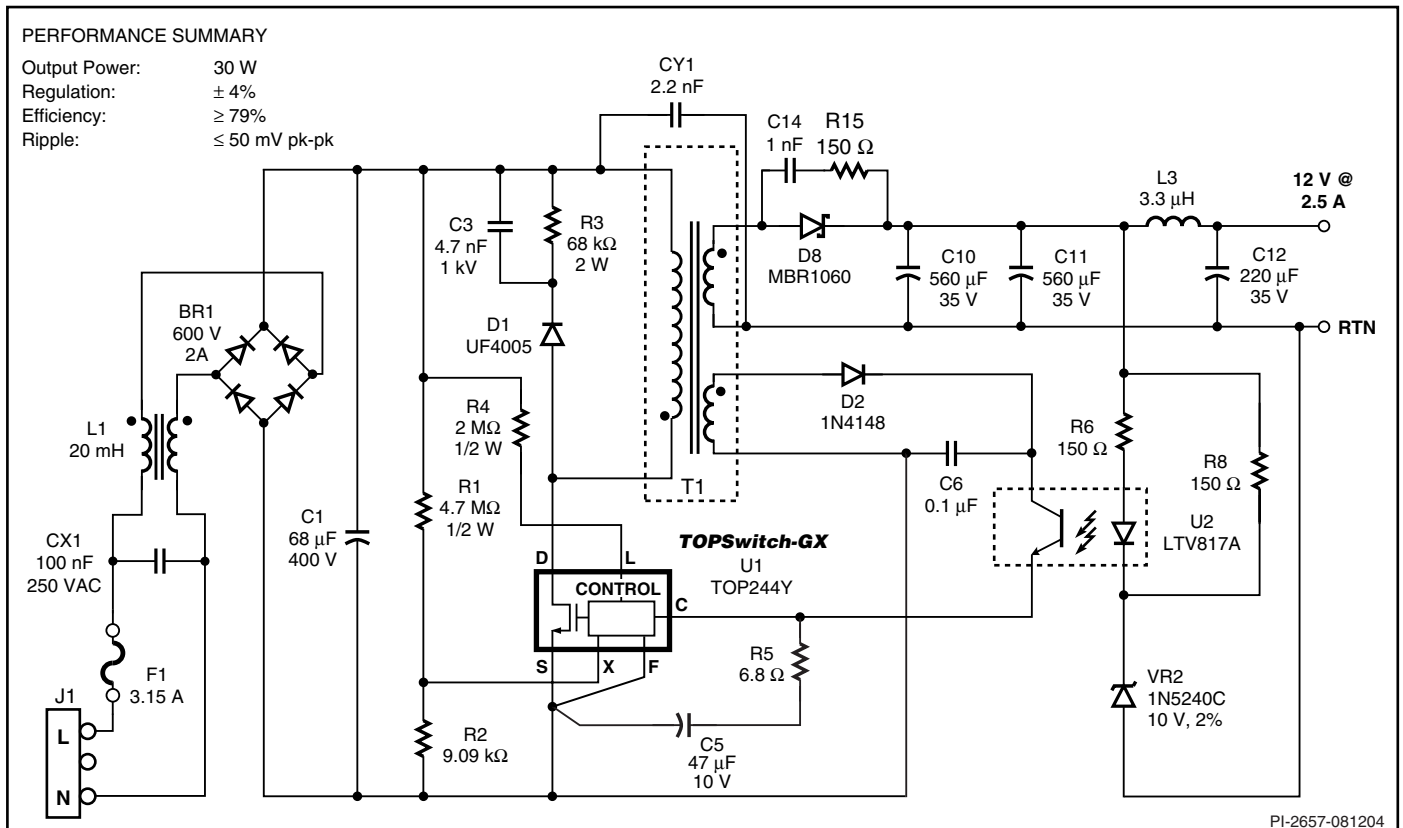 PERFORMANCE SUMMARY
Output Power: 30 W
Regulation: ± 4%
Efficiency: ≥ 79%
Ripple: ≤ 50 mV pk-pk
CY1
2.2 nF
C14
1 nF
R15
150 Ω
L3
3.3 µH
12 V @
2.5 A
C3
4.7 nF
1 kV
R3
68 kΩ
2 W
D8
MBR1060
C10
560 µF
35 V
C11
560 µF
35 V
C12
220 µF
35 V
RTN
BR1
600 V
2A
D1
UF4005
D2
1N4148
L1
20 mH
R4
2 MΩ
1/2 W
R6
150 Ω
R8
150 Ω
T1
C6
0.1 µF
R1
4.7 MΩ
1/2 W
C1
68 µF
400 V
CX1
100 nF
250 VAC
TOPSwitch-GX
U1
TOP244Y
U2
LTV817A
D
L
CONTROL
C
S
X
F
R5
6.8 Ω
F1
3.15 A
J1
L
N
R2
9.09 kΩ
C5
47 µF
10 V
VR2
1N5240C
10 V, 2%
PI-2657-081204